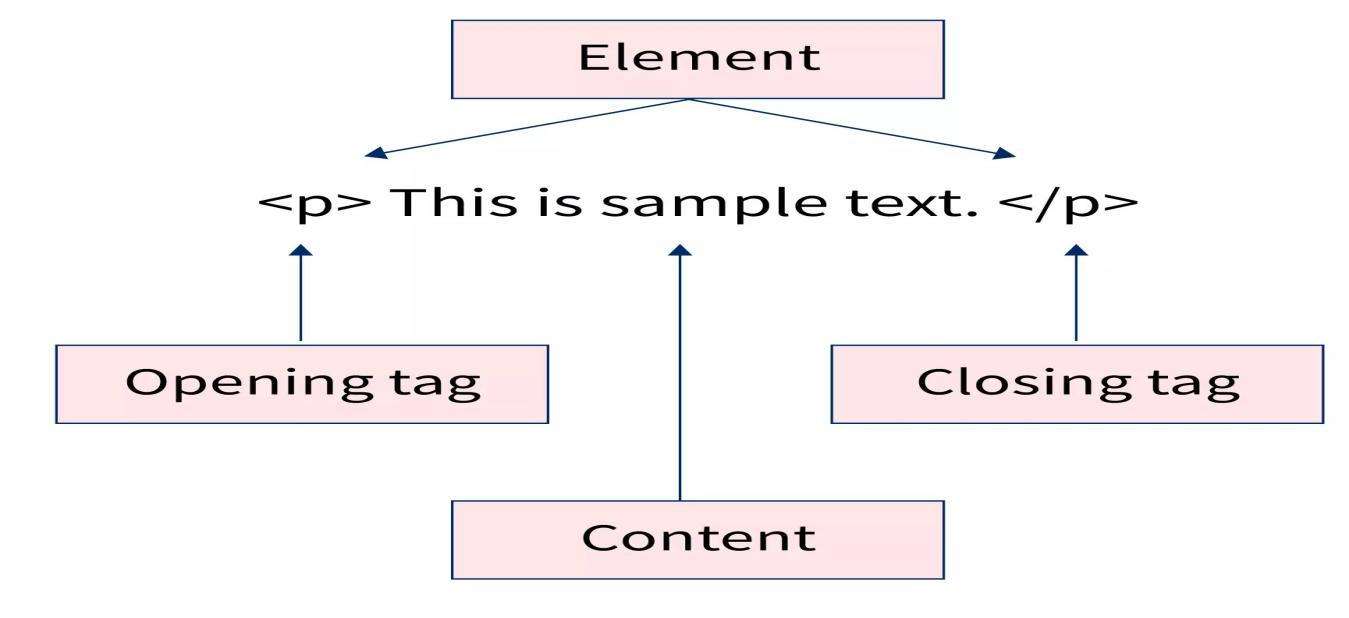 Element
<p> This is sample text. </p>
Opening tag
Closing tag
Content